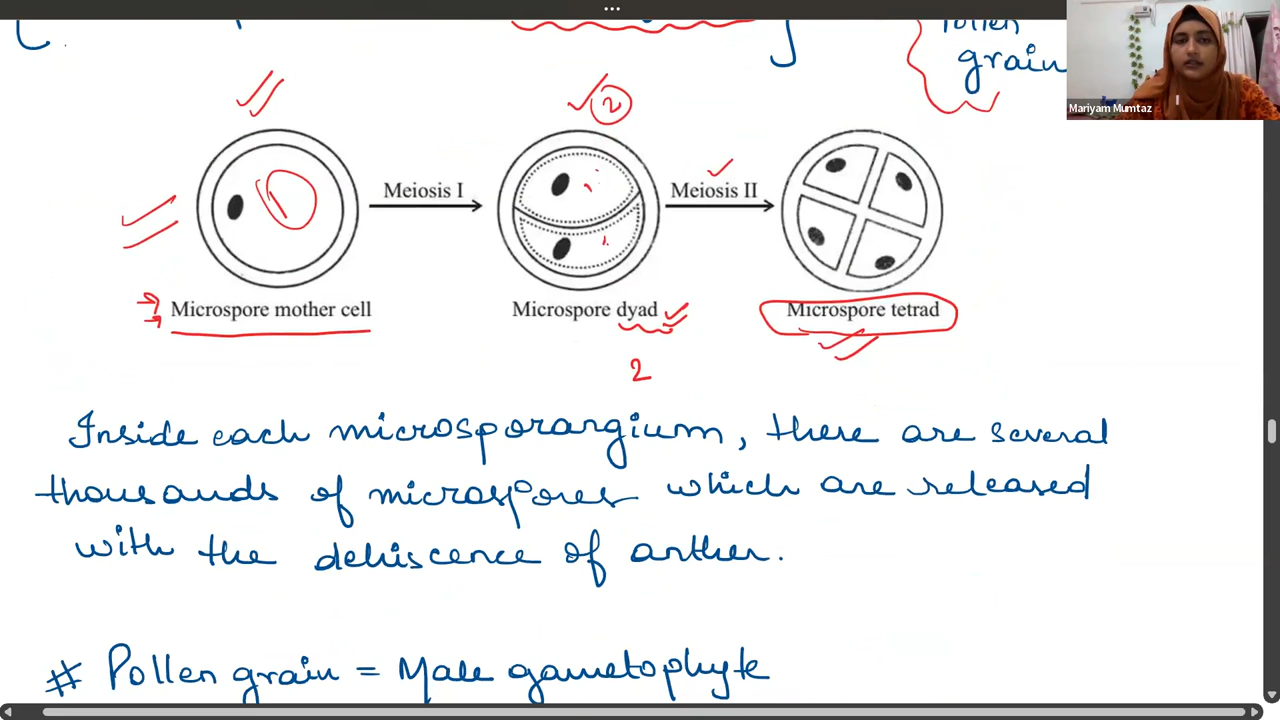 Pollen
grain
Mariyam Mumtaz
2
Meiosis I
Meiosis II
Microspore mother cell
Microspore dyad
Microspore tetrad
2
Inside each microsporangium, there are several
thousands of microspores which are released
with the dehiscence of anther.
# Pollen grain = Male gametophyte